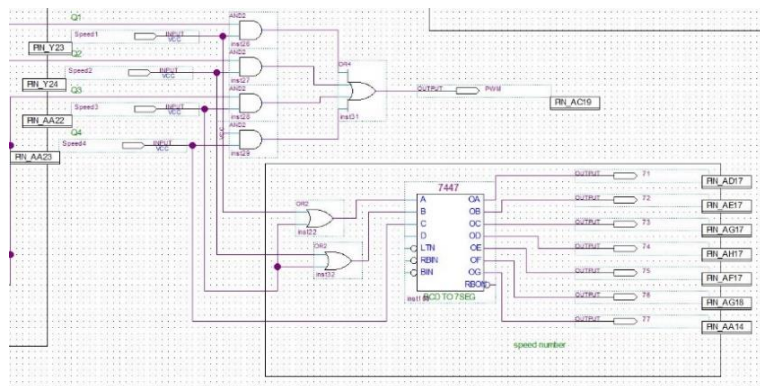 Q1
Speed1
INPUT
VCC
PIN_Y23
AND2
inst26
Q2
Speed2
INPUT
VCC
PIN_Y24
AND2
inst27
OR4
inst31
OUTPUT
PWM
PIN_AC19
Q3
Speed3
INPUT
VCC
PIN_AA22
AND2
inst28
Q4
Speed4
INPUT
VCC
PIN_AA23
AND2
inst29
OR2
inst22
OR2
inst32
7447
A OA
B OB
C OC
D OD
LTN OE
RBIN OF
BIN OG
RBON
BCD TO 7SEG
OUTPUT 71
PIN_AD17
OUTPUT 72
PIN_AE17
OUTPUT 73
PIN_AG17
OUTPUT 74
PIN_AH17
OUTPUT 75
PIN_AF17
OUTPUT 76
PIN_AG18
OUTPUT 77
PIN_AA14
speed number